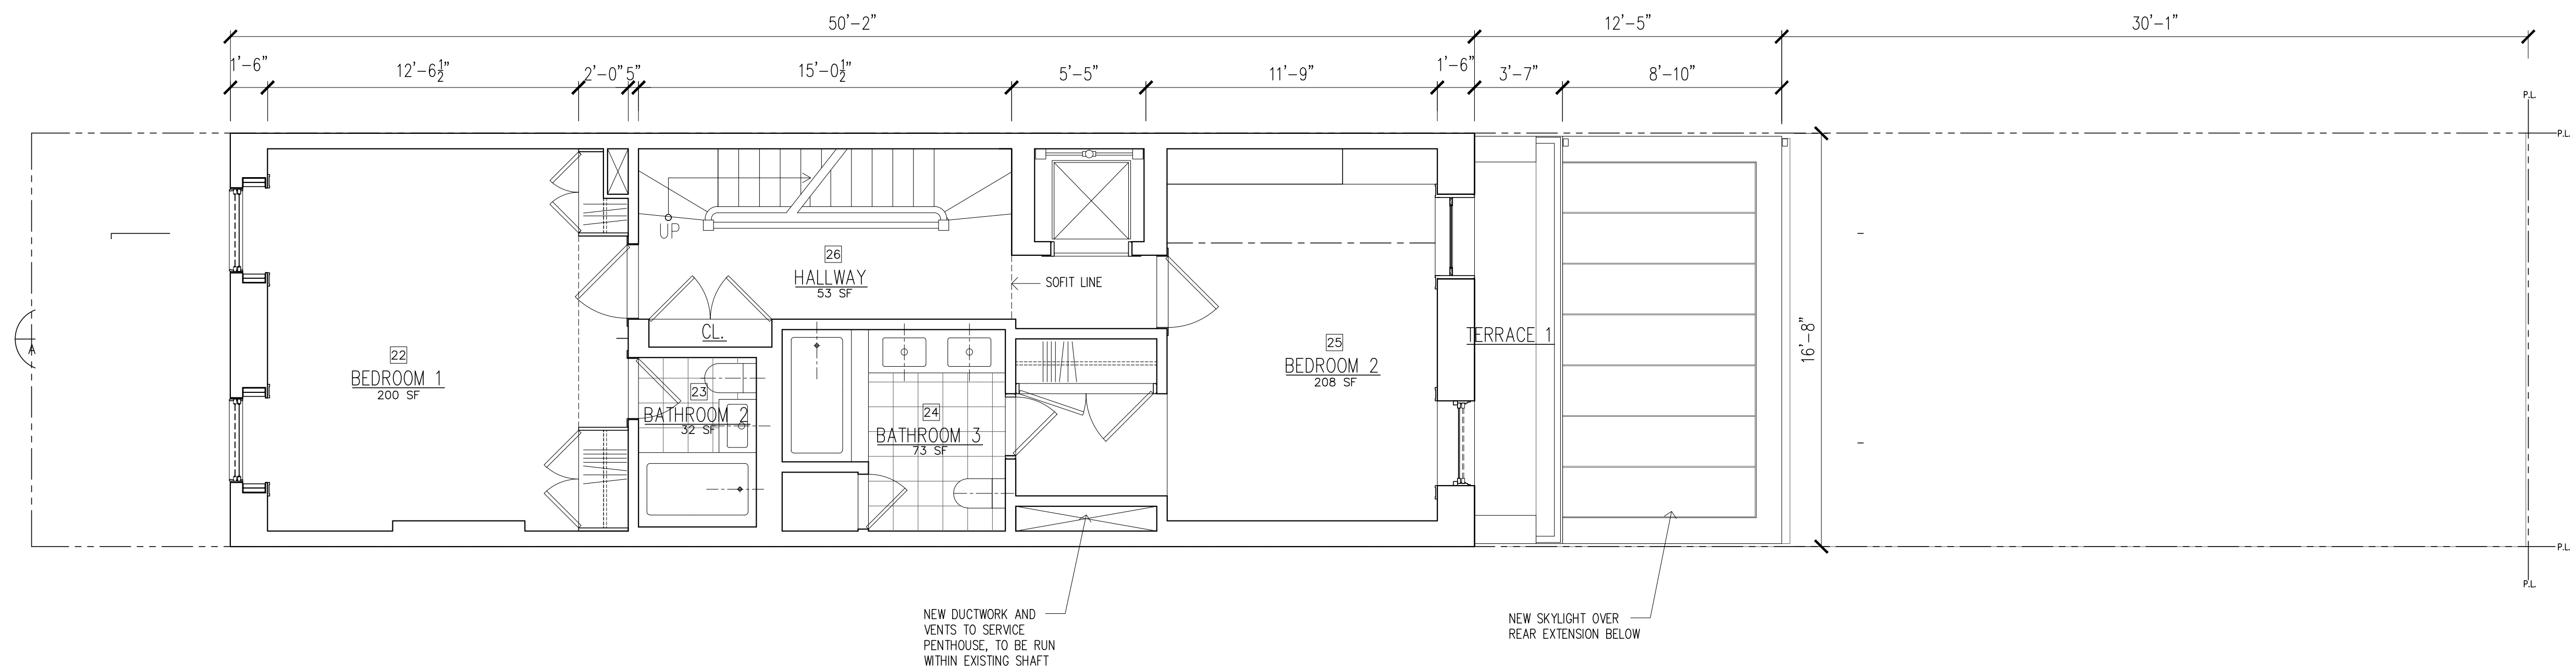 50'-2"
12'-5"
30'-1"
1'-6"
12'-6½"
2'-0"
5"
15'-0½"
5'-5"
11'-9"
1'-6"
3'-7"
8'-10"
P.L.
P.L.
UP
26
HALLWAY
53 SF
SOFIT LINE
CL.
22
BEDROOM 1
200 SF
23
BATHROOM 2
32 SF
24
BATHROOM 3
73 SF
25
BEDROOM 2
208 SF
TERRACE 1
16'-8"
A
P.L.
P.L.
NEW DUCTWORK AND
VENTS TO SERVICE
PENTHOUSE, TO BE RUN
WITHIN EXISTING SHAFT
NEW SKYLIGHT OVER
REAR EXTENSION BELOW